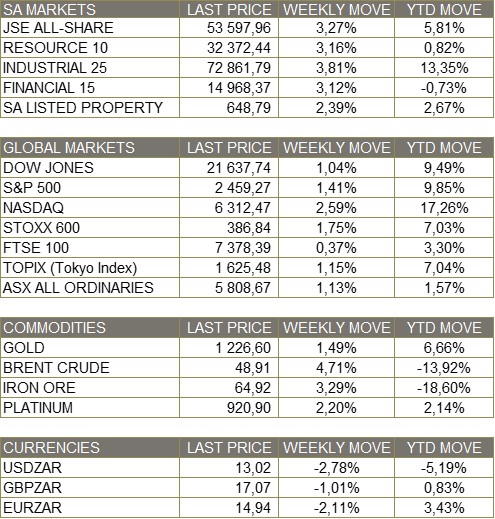 SA MARKETS LAST PRICE WEEKLY MOVE YTD MOVE
JSE ALL-SHARE 53 597,96 3,27% 5,81%
RESOURCE 10 32 372,44 3,16% 0,82%
INDUSTRIAL 25 72 861,79 3,81% 13,35%
FINANCIAL 15 14 968,37 3,12% -0,73%
SA LISTED PROPERTY 648,79 2,39% 2,67%
GLOBAL MARKETS LAST PRICE WEEKLY MOVE YTD MOVE
DOW JONES 21 637,74 1,04% 9,49%
S&P 500 2 459,27 1,41% 9,85%
NASDAQ 6 312,47 2,59% 17,26%
STOXX 600 386,84 1,75% 7,03%
FTSE 100 7 378,39 0,37% 3,30%
TOPIX (Tokyo Index) 1 625,48 1,15% 7,04%
ASX ALL ORDINARIES 5 808,67 1,13% 1,57%
COMMODITIES LAST PRICE WEEKLY MOVE YTD MOVE
GOLD 1 226,60 1,49% 6,66%
BRENT CRUDE 48,91 4,71% -13,92%
IRON ORE 64,92 3,29% -18,60%
PLATINUM 920,90 2,20% 2,14%
CURRENCIES LAST PRICE WEEKLY MOVE YTD MOVE
USDZAR 13,02 -2,78% -5,19%
GBPZAR 17,07 -1,01% 0,83%
EURZAR 14,94 -2,11% 3,43%